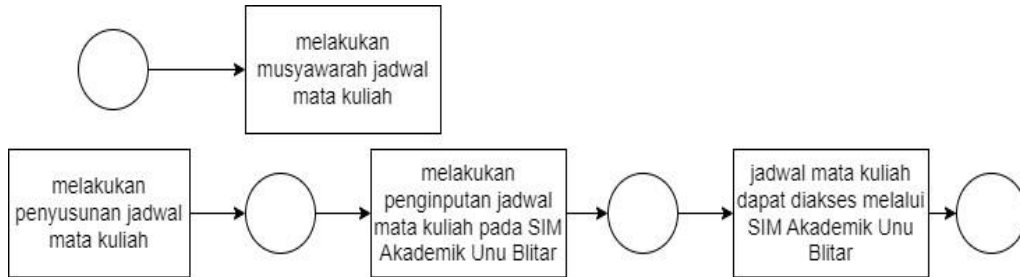 melakukan
musyawarah jadwal
mata kuliah
melakukan
penyusunan jadwal
mata kuliah
melakukan
penginputan jadwal
mata kuliah pada SIM
Akademik Unu Blitar
jadwal mata kuliah
dapat diakses melalui
SIM Akademik Unu
Blitar